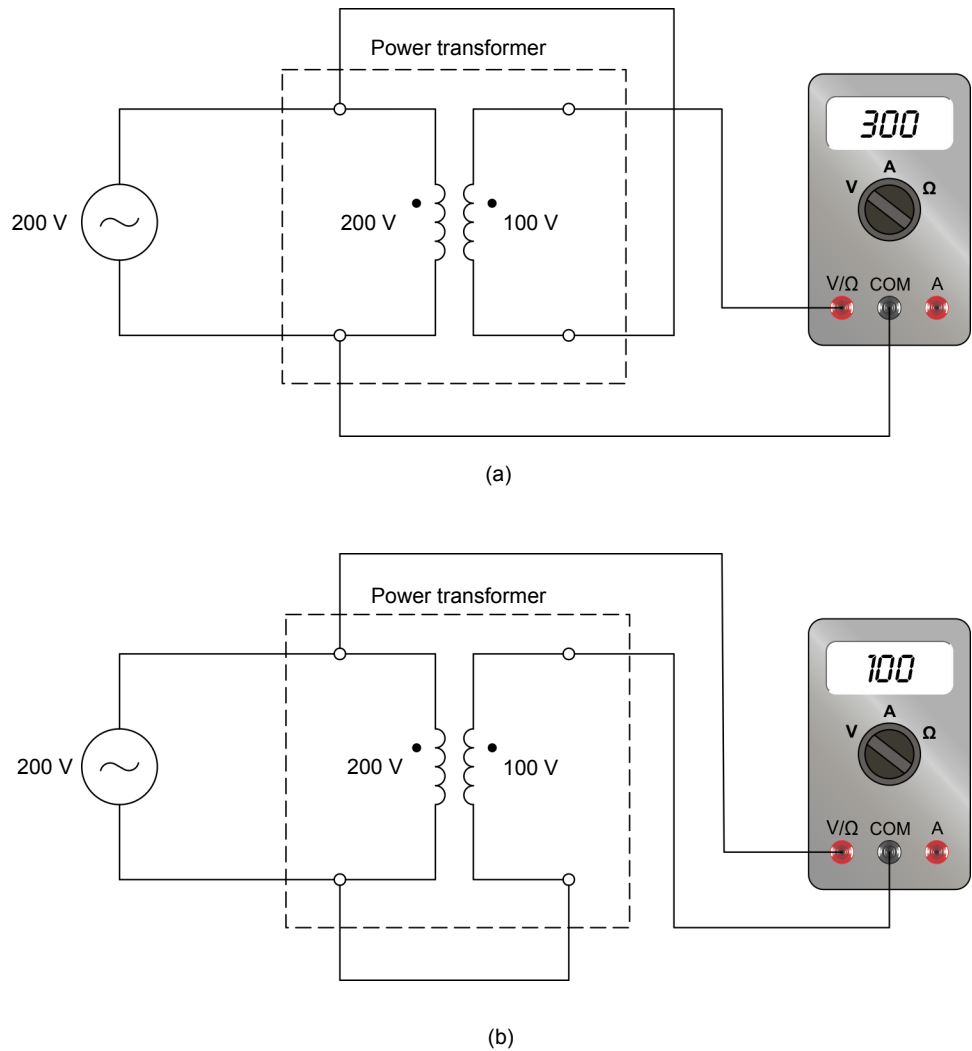 Power transformer
300
A
V Ω
200 V 200 V 100 V
V/Ω COM A
(a)
Power transformer
100
A
V Ω
200 V 200 V 100 V
V/Ω COM A
(b)